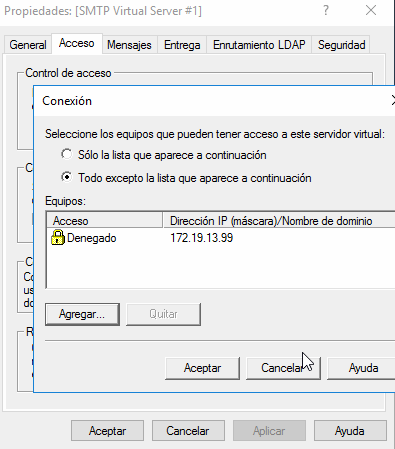 Propiedades: [SMTP Virtual Server #1]
General Acceso Mensajes Entrega Enrutamiento LDAP Seguridad
Control de acceso
Conexión
Seleccione los equipos que pueden tener acceso a este servidor virtual:
Sólo la lista que aparece a continuación
Todo excepto la lista que aparece a continuación
Equipos:
Acceso Dirección IP (máscara)/Nombre de dominio
Denegado 172.19.13.99
Agregar... Quitar
Aceptar Cancelar Ayuda
Aceptar Cancelar Aplicar Ayuda